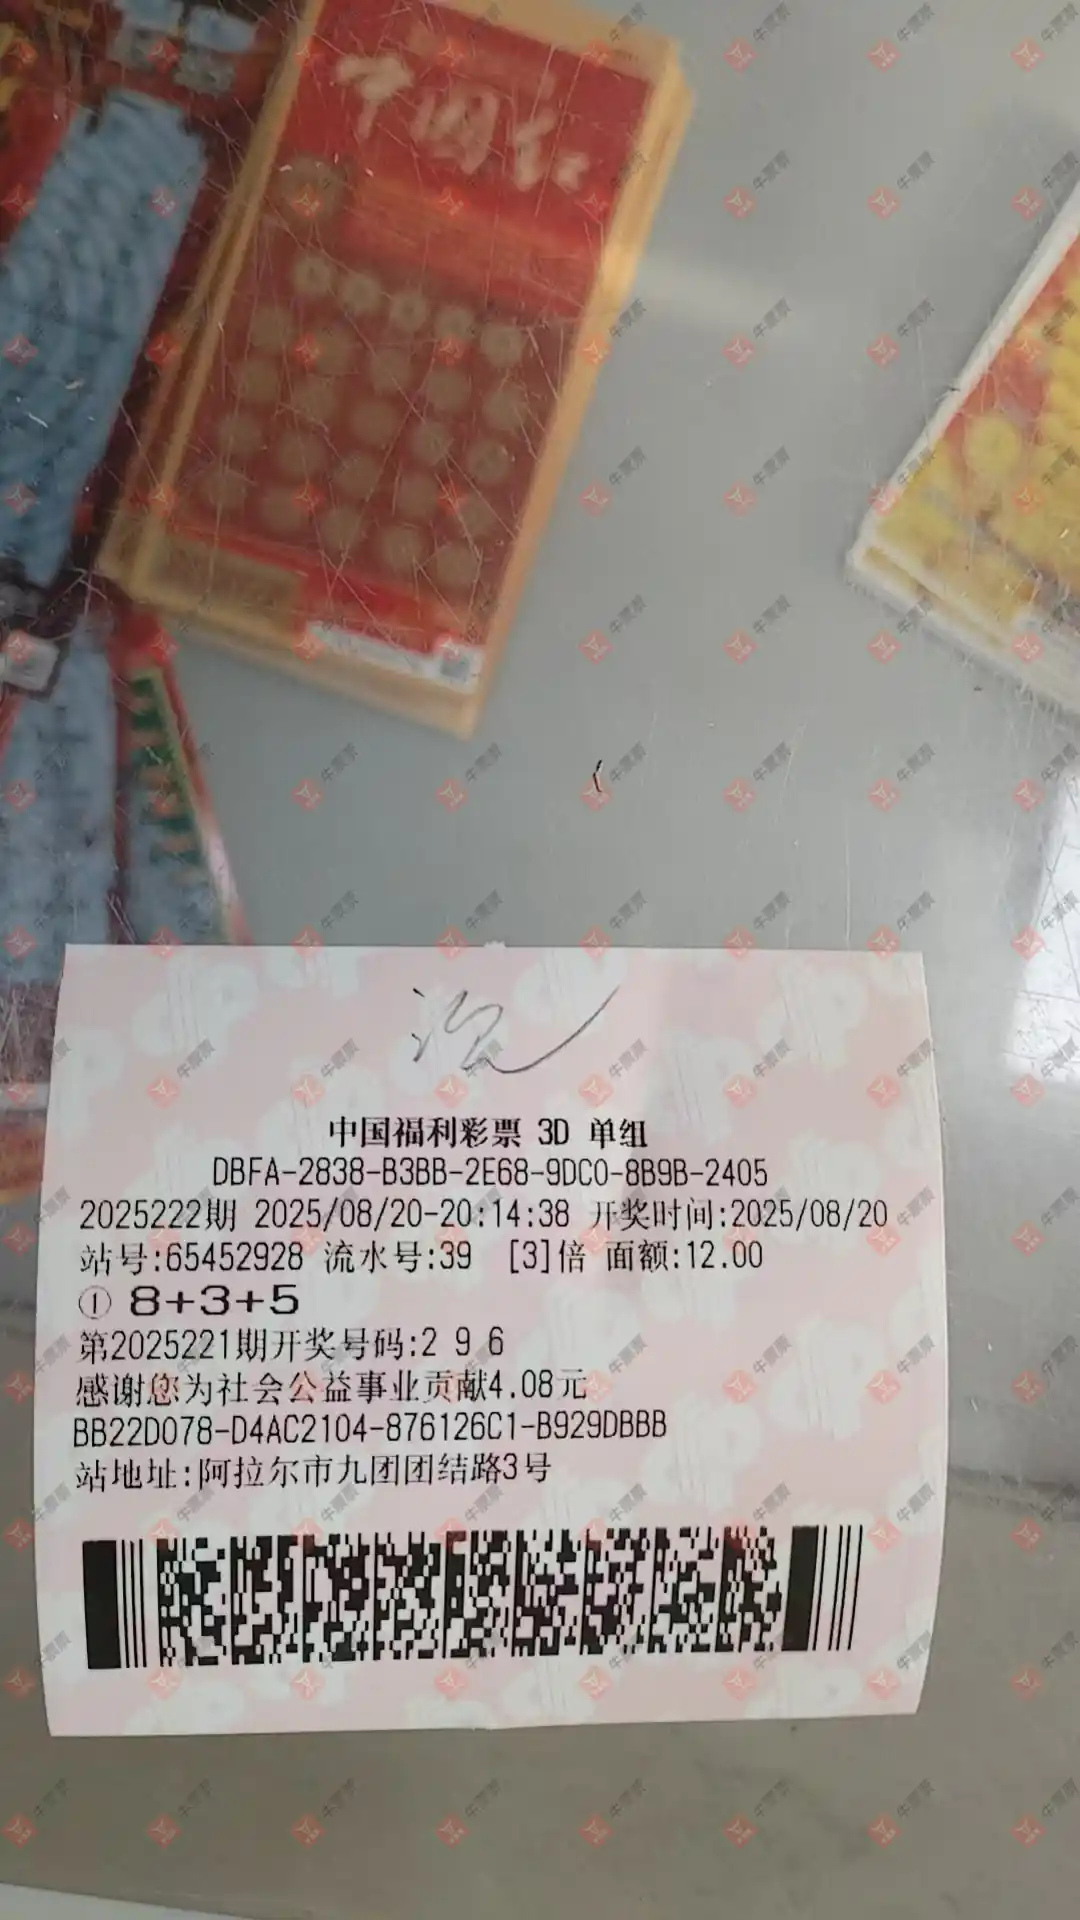 中国红
中国福利彩票 3D 单组
DBFA-2838-B3BB-2E68-9DC0-8B9B-2405
2025222期 2025/08/20-20:14:38 开奖时间:2025/08/20
站号:65452928 流水号:39 [3]倍 面额:12.00
① 8+3+5
第2025221期开奖号码:2 9 6
感谢您为社会公益事业贡献4.08元
BB22D078-D4AC2104-876126C1-B929DBBB
站地址:阿拉尔市九团团结路3号
牛票票